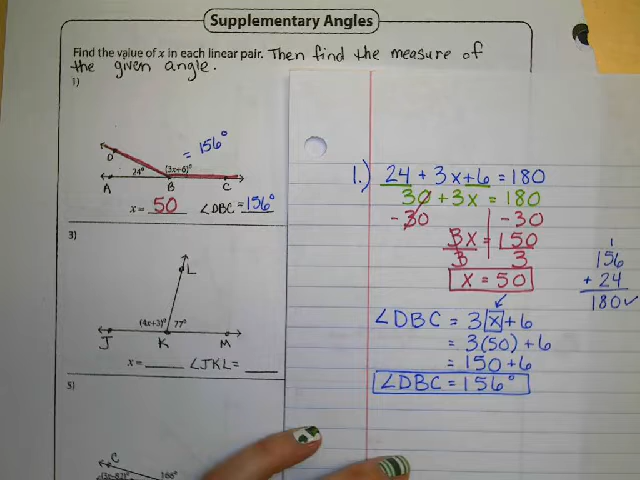 Supplementary Angles
Find the value of x in each linear pair. Then find the measure of
the given angle.
1)
D
24°
(3x+6)°
= 156°
A
B
C
x = 50
∠DBC = 156°
3)
L
(4x+3)°
77°
J
K
M
x = ____
∠JKL = ____
5)
C
1.) 24 + 3x + 6 = 180
30 + 3x = 180
-30 -30
3x = 150
3 3
x = 50
∠DBC = 3x + 6
= 3(50) + 6
= 150 + 6
∠DBC = 156°
1
156
+ 24
180 ✓